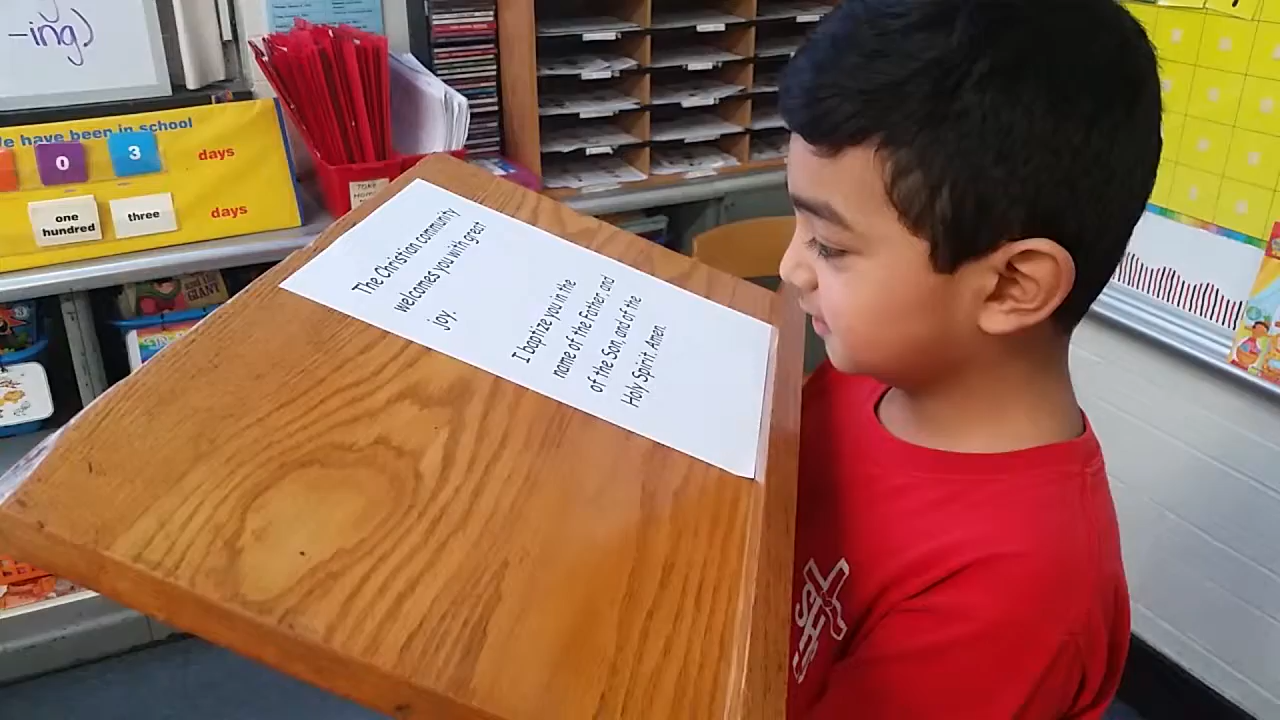 -ing)
We have been in school
0 3 days
one
hundred
three
days
The Christian community
welcomes you with great
joy.
I baptize you in the
name of the Father, and
of the Son, and of the
Holy Spirit. Amen.
GIANT